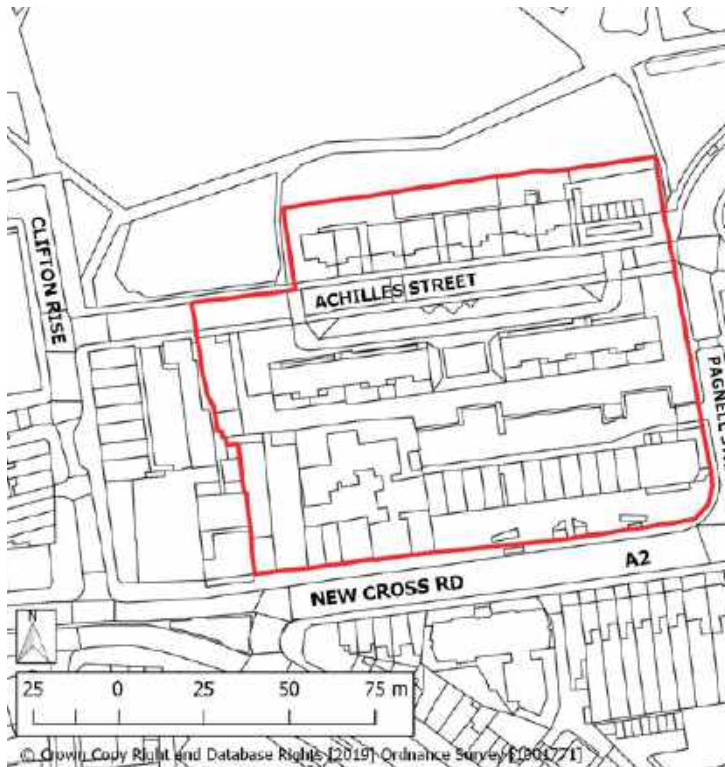 CLIFTON RISE
ACHILLES STREET
PAGNELL
NEW CROSS RD
A2
N
25 0 25 50 75 m
© Crown Copy Right and Database Rights [2019] Ordnance Survey